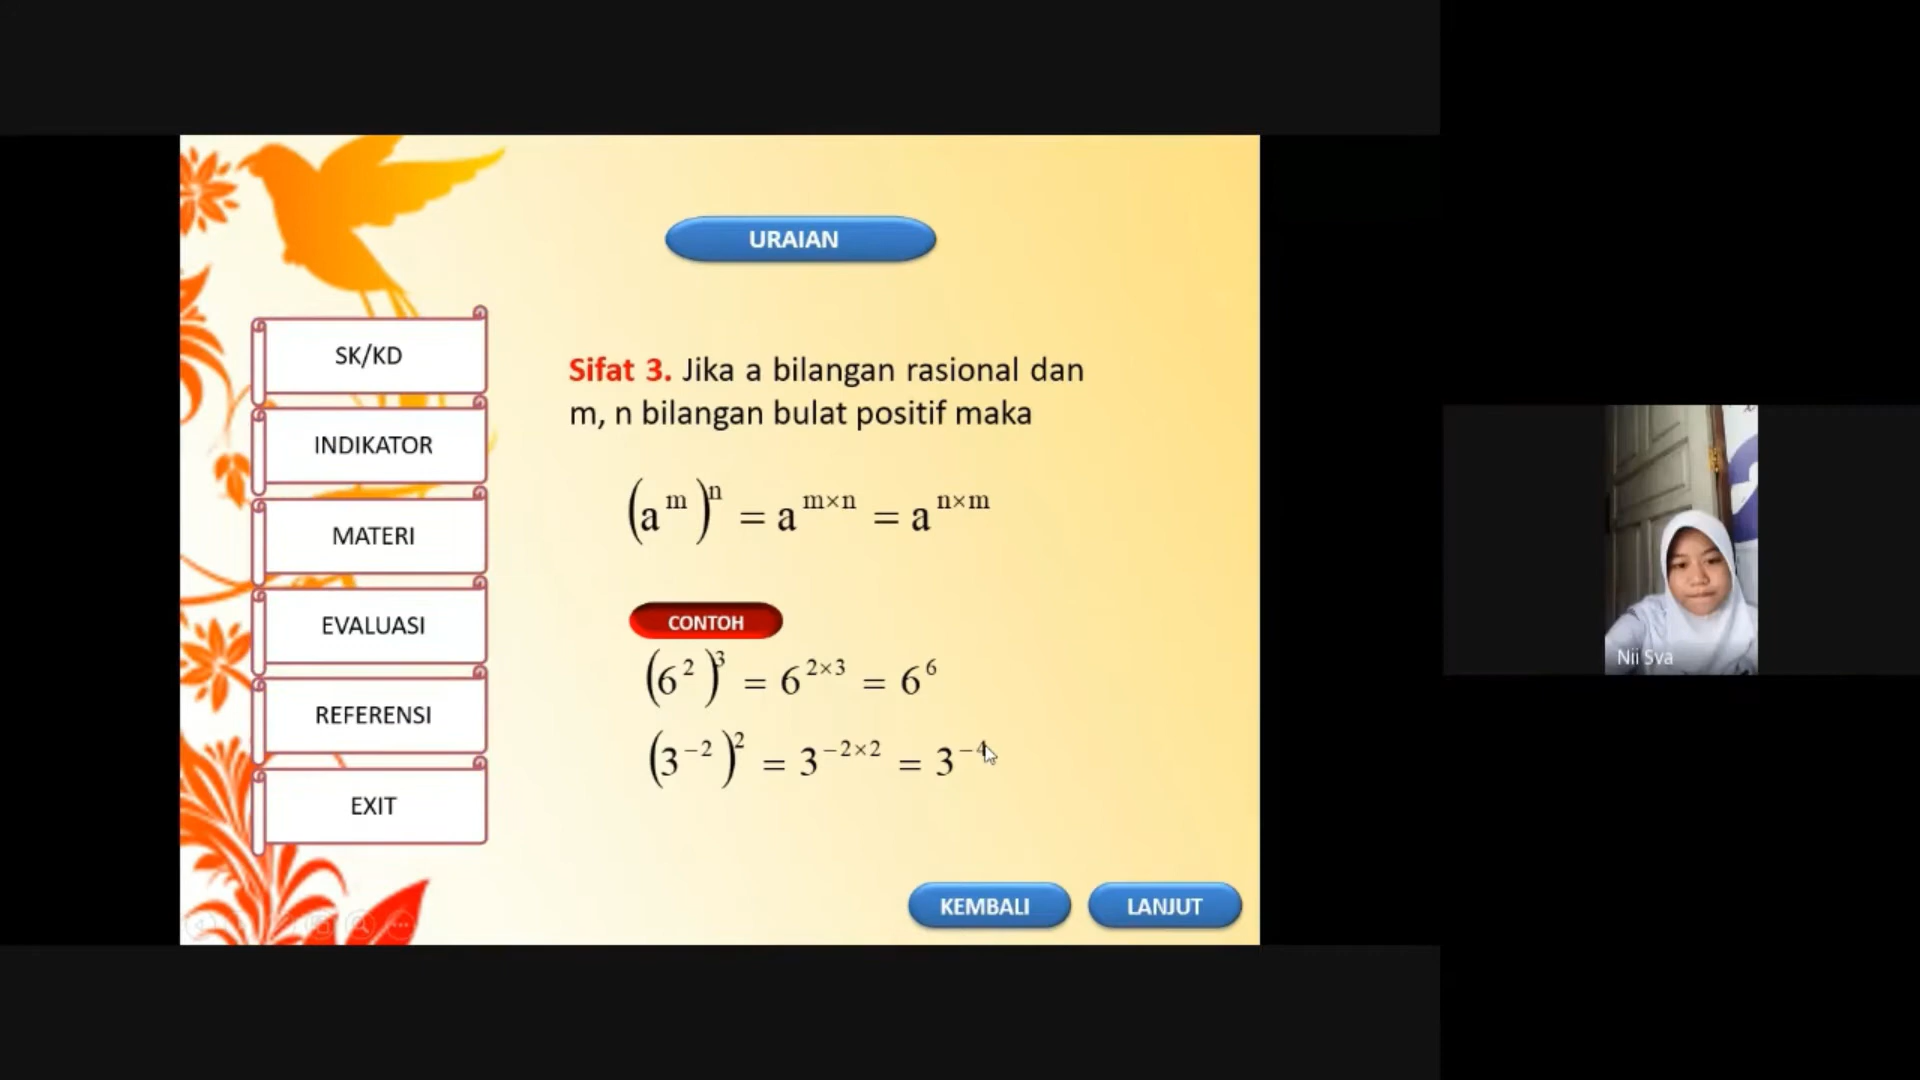 URAIAN
SK/KD
INDIKATOR
MATERI
EVALUASI
REFERENSI
EXIT
Sifat 3. Jika a bilangan rasional dan
m, n bilangan bulat positif maka
(a^m)^n = a^(m×n) = a^(n×m)
CONTOH
(6^2)^3 = 6^(2×3) = 6^6
(3^-2)^2 = 3^(-2×2) = 3^-4
KEMBALI
LANJUT
Nii Sva